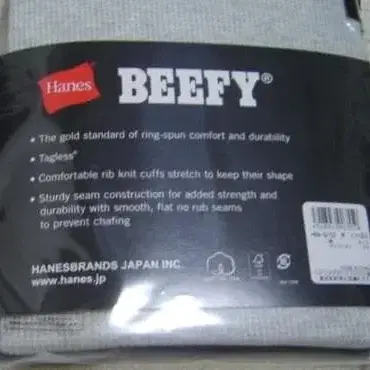 Hanes
BEEFY®
• The gold standard of ring-spun comfort and durability
• Tagless®
• Comfortable rib knit cuffs stretch to keep their shape
• Sturdy seam construction for added strength and
durability with smooth, flat no rub seams
to prevent chafing
HANESBRANDS JAPAN INC.
www.hanes.jp